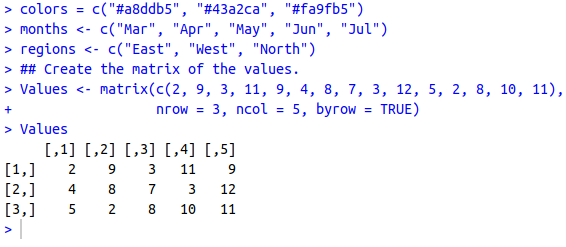 > colors = c("#a8ddb5", "#43a2ca", "#fa9fb5")
> months <- c("Mar", "Apr", "May", "Jun", "Jul")
> regions <- c("East", "West", "North")
> ## Create the matrix of the values.
> Values <- matrix(c(2, 9, 3, 11, 9, 4, 8, 7, 3, 12, 5, 2, 8, 10, 11),
+                  nrow = 3, ncol = 5, byrow = TRUE)
> Values
     [,1] [,2] [,3] [,4] [,5]
[1,]    2    9    3   11    9
[2,]    4    8    7    3   12
[3,]    5    2    8   10   11
>